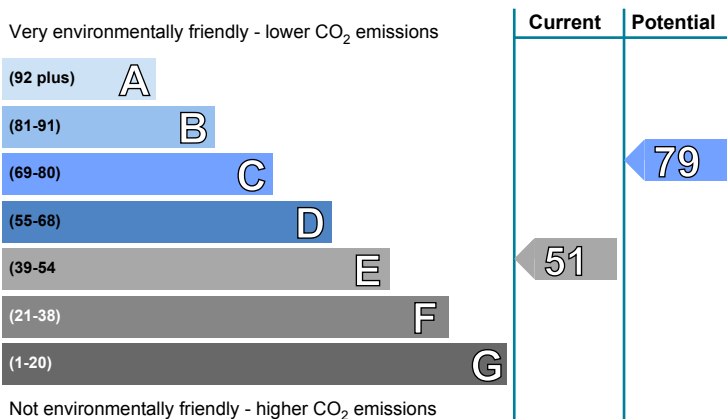 Very environmentally friendly - lower CO2 emissions
Current
Potential
(92 plus) A
(81-91) B
(69-80) C
79
(55-68) D
(39-54 E
51
(21-38) F
(1-20) G
Not environmentally friendly - higher CO2 emissions